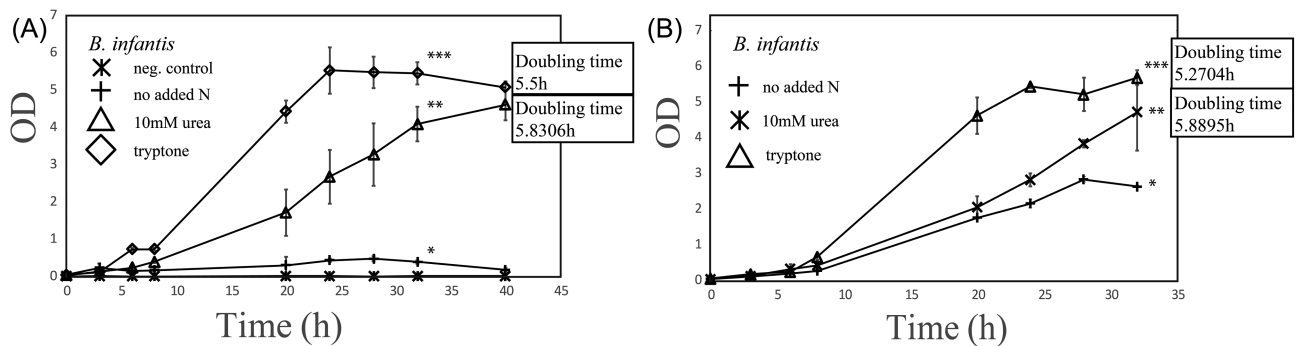 (A)
7
6
5
4
3
2
1
0
OD
B. infantis
neg. control
no added N
10mM urea
tryptone
***
**
*
Doubling time
5.5h
Doubling time
5.8306h
0 5 10 15 20 25 30 35 40 45
Time (h)
(B)
7
6
5
4
3
2
1
0
OD
B. infantis
no added N
10mM urea
tryptone
***
**
*
Doubling time
5.2704h
Doubling time
5.8895h
0 5 10 15 20 25 30 35
Time (h)